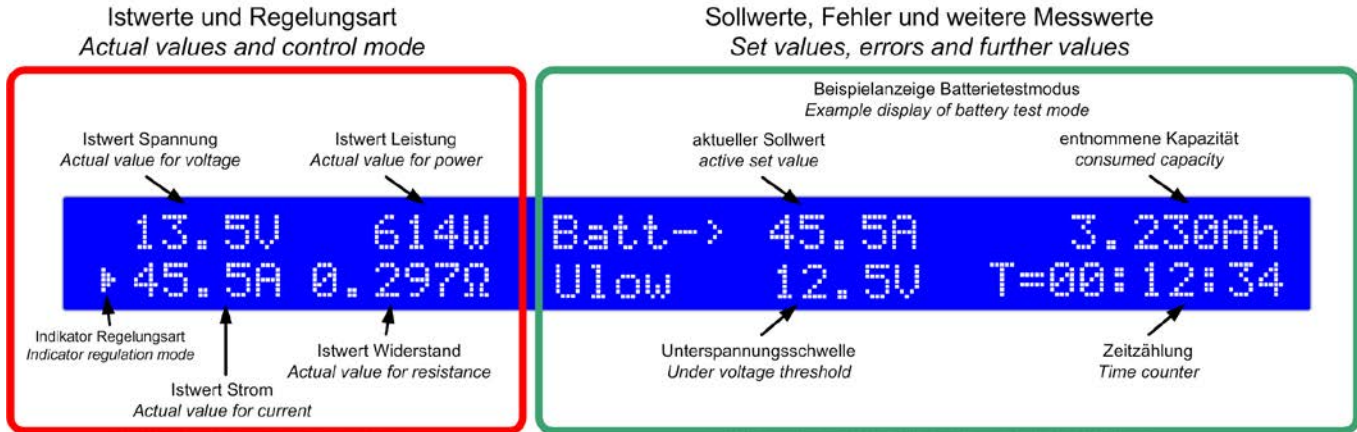 Istwerte und Regelungsart
Actual values and control mode
Sollwerte, Fehler und weitere Messwerte
Set values, errors and further values
Beispielanzeige Batterietestmodus
Example display of battery test mode
Istwert Spannung
Actual value for voltage
Istwert Leistung
Actual value for power
aktueller Sollwert
active set value
entnommene Kapazität
consumed capacity
13.5V 614W Batt-> 45.5A 3.230Ah
45.5A 0.297Ω Ulow 12.5V T=00:12:34
Indikator Regelungsart
Indicator regulation mode
Istwert Strom
Actual value for current
Istwert Widerstand
Actual value for resistance
Unterspannungsschwelle
Under voltage threshold
Zeitzählung
Time counter